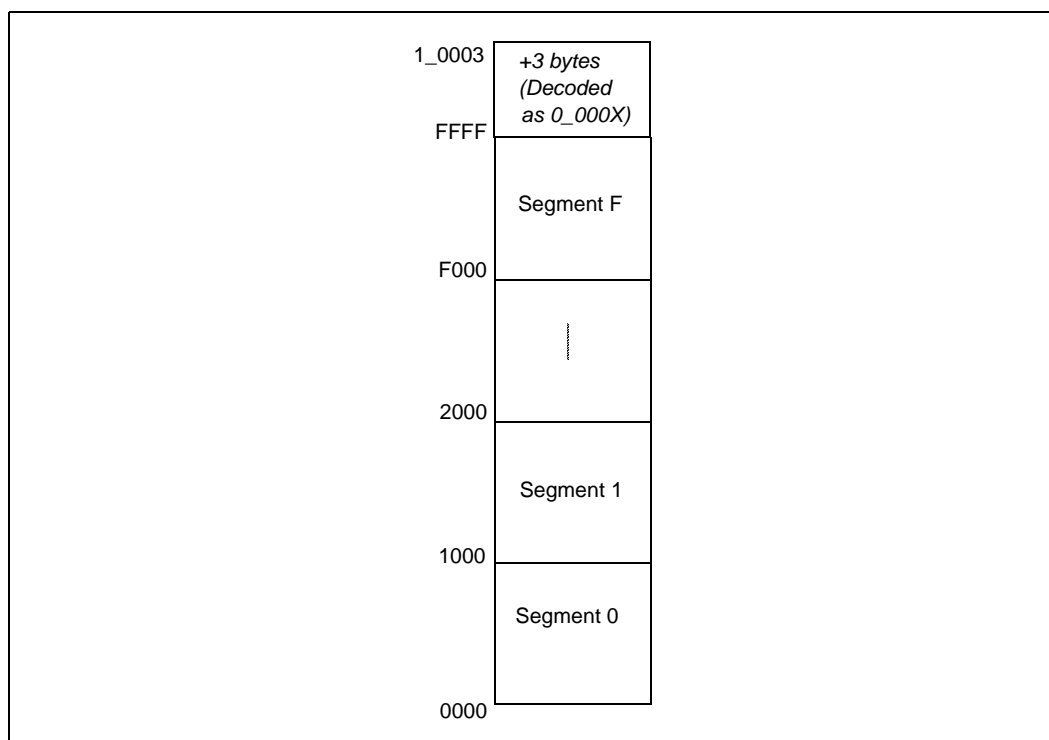 1_0003
+3 bytes
(Decoded
as 0_000X)
FFFF
Segment F
F000
2000
Segment 1
1000
Segment 0
0000